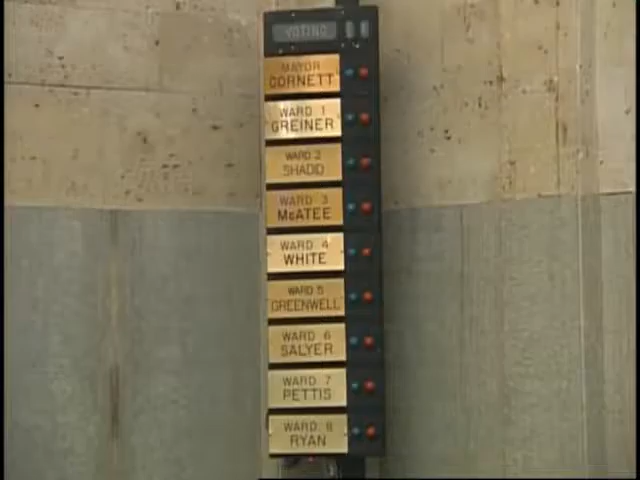 VOTING
MAYOR
CORNETT
WARD 1
GREINER
WARD 2
SHADID
WARD 3
McATEE
WARD 4
WHITE
WARD 5
GREENWELL
WARD 6
SALYER
WARD 7
PETTIS
WARD 8
RYAN